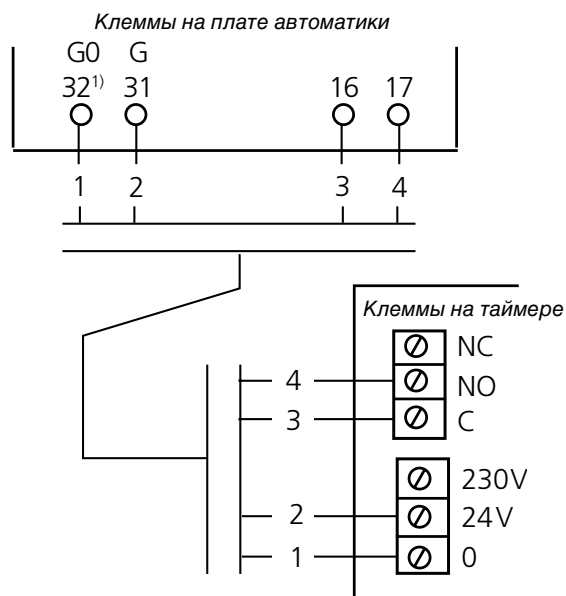 Клеммы на плате автоматики
G0 G
32¹⁾ 31 16 17
1 2 3 4
Клеммы на таймере
NC
4 NO
3 C
230V
2 24V
1 0